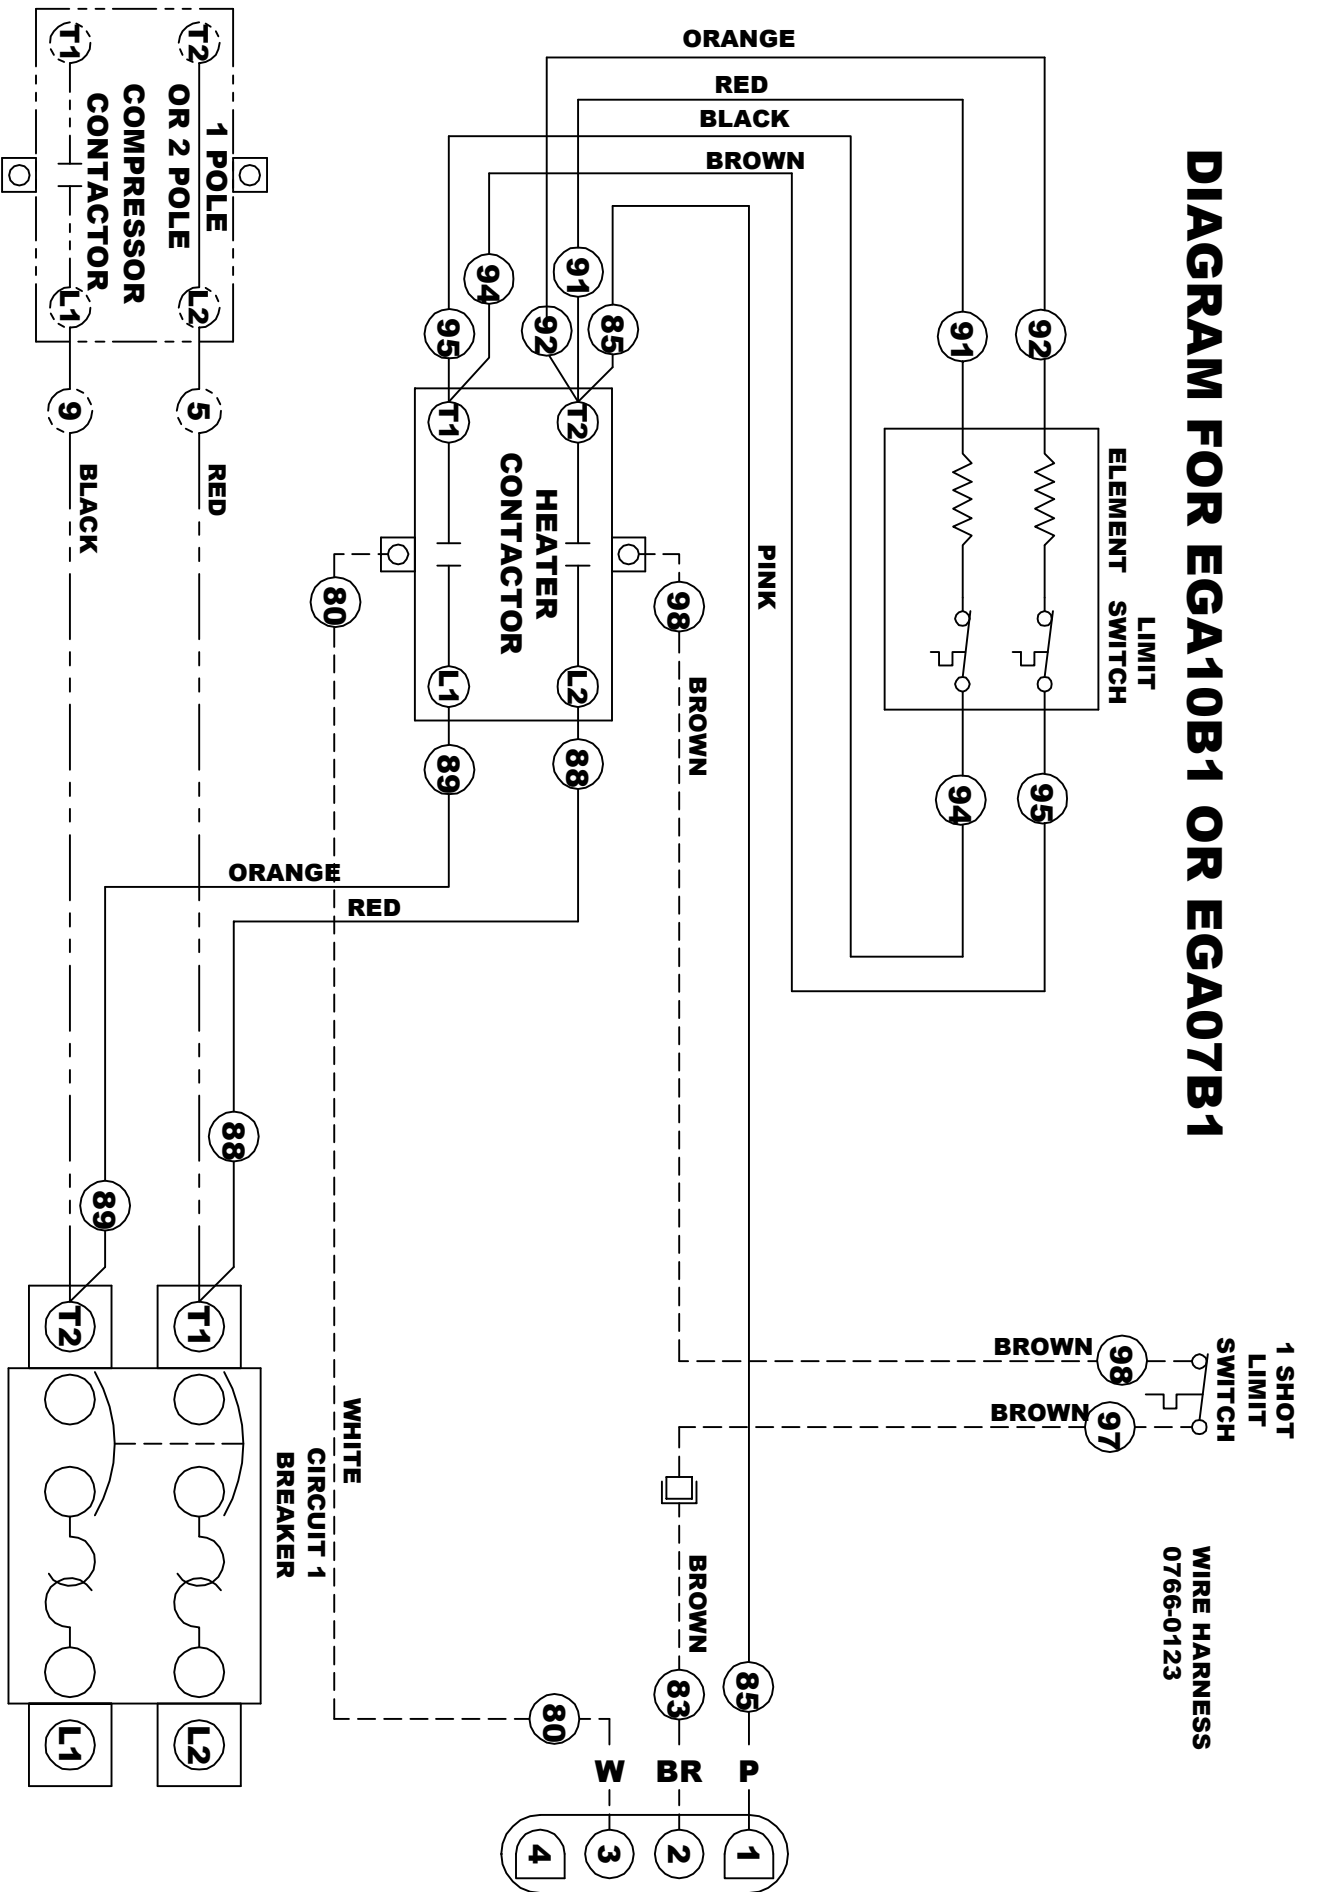 DIAGRAM FOR EGA10B1 OR EGA07B1
ORANGE
RED
BLACK
BROWN
T1
T2
1 POLE
OR 2 POLE
COMPRESSOR
CONTACTOR
L1
L2
9
5
BLACK
RED
94
91
95
92
85
91
92
T1
T2
HEATER
CONTACTOR
L1
L2
80
98
89
88
PINK
BROWN
ELEMENT
LIMIT
SWITCH
94
95
ORANGE
RED
88
89
1 SHOT
LIMIT
SWITCH
BROWN
98
BROWN
97
WIRE HARNESS
0766-0123
T2
T1
CIRCUIT 1
BREAKER
WHITE
BROWN
L1
L2
80
83
85
W
BR
P
4
3
2
1